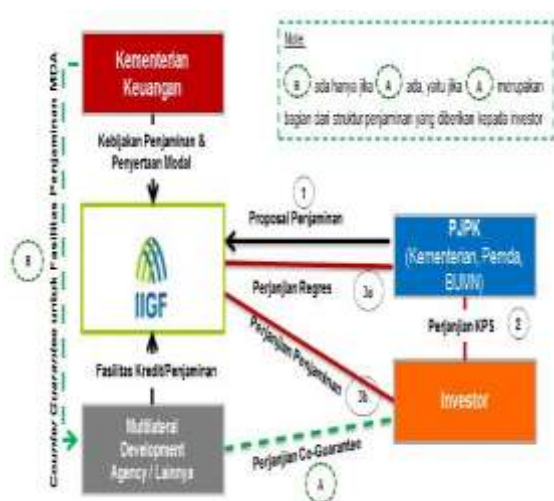 Kementerian
Keuangan
Note:
B ada hanya jika A ada, yaitu jika A merupakan
bagian dari struktur penjaminan yang diberikan kepada investor
Kebijakan Penjaminan &
Penyertaan Modal
1
Proposal Penjaminan
PJPK
(Kementerian, Pemda,
BUMN)
IIGF
Perjanjian Regres
3a
B
Counter Guarantee untuk Fasilitas Penjaminan MDA
Perjanjian KPS
2
Perjanjian Penjaminan
3b
Fasilitas Kredit/Penjaminan
Investor
Multilateral
Development
Agency / Lainnya
Perjanjian Co-Guarantee
A